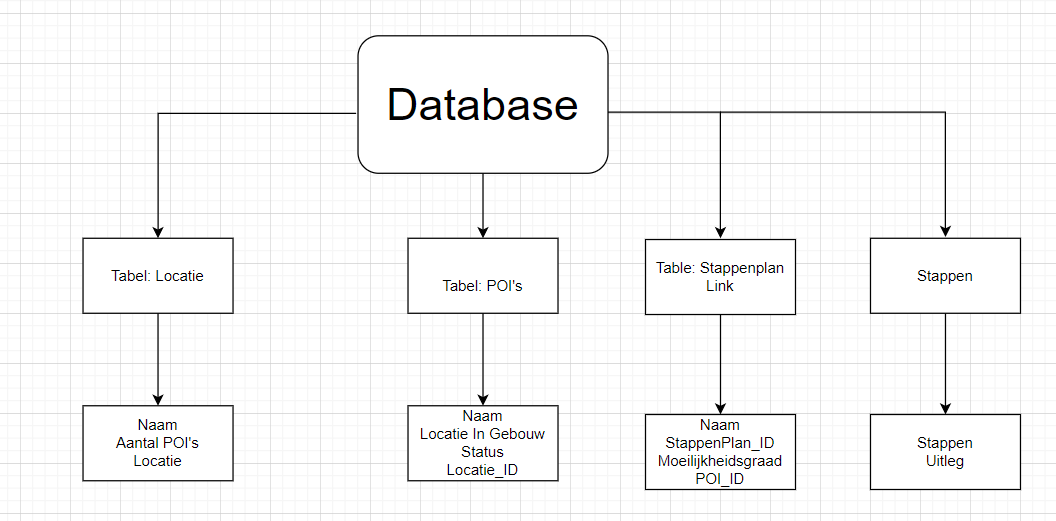 Database
Tabel: Locatie
Tabel: POI's
Table: Stappenplan
Link
Stappen
Naam
Aantal POI's
Locatie
Naam
Locatie In Gebouw
Status
Locatie_ID
Naam
StappenPlan_ID
Moeilijkheidsgraad
POI_ID
Stappen
Uitleg